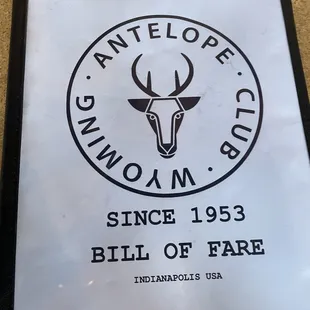 WYOMING · ANTELOPE · CLUB ·
SINCE 1953
BILL OF FARE
INDIANAPOLIS USA